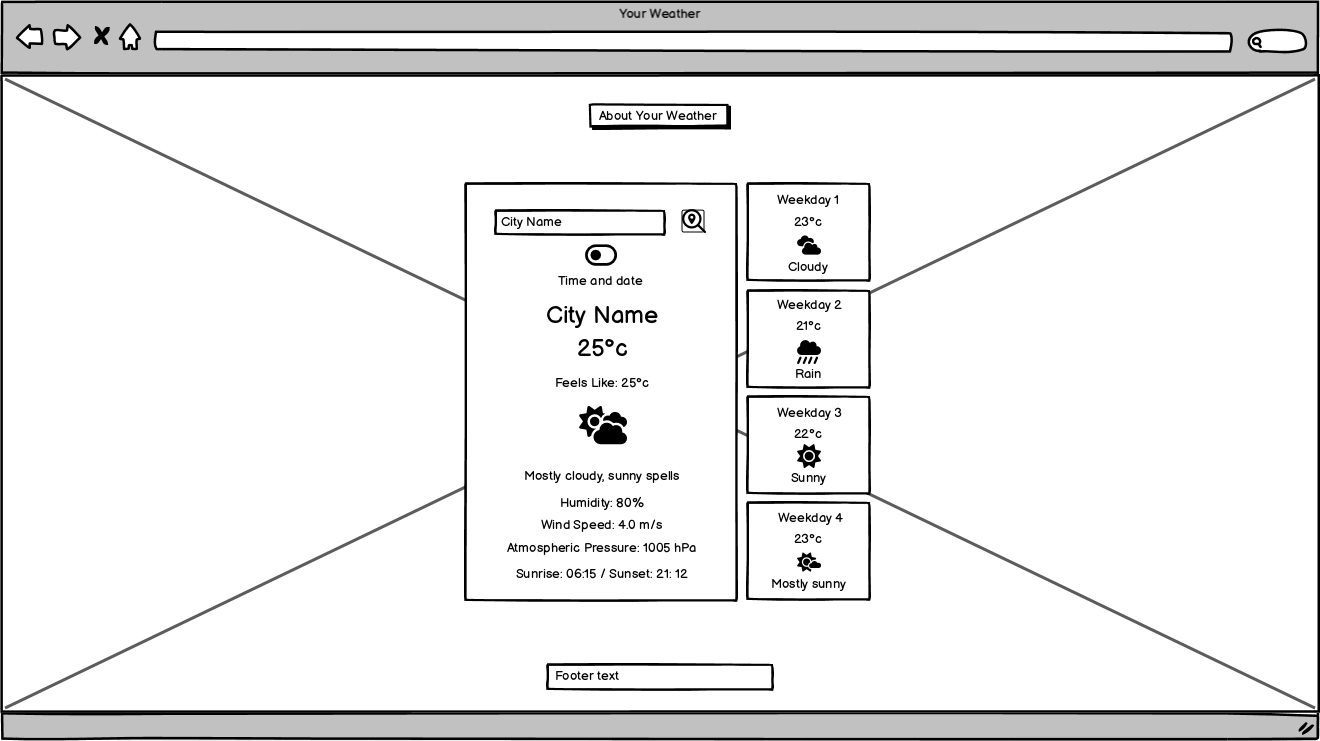 Your Weather
About Your Weather
City Name
Time and date
City Name
25°c
Feels Like: 25°c
Mostly cloudy, sunny spells
Humidity: 80%
Wind Speed: 4.0 m/s
Atmospheric Pressure: 1005 hPa
Sunrise: 06:15 / Sunset: 21: 12
Weekday 1
23°c
Cloudy
Weekday 2
21°c
Rain
Weekday 3
22°c
Sunny
Weekday 4
23°c
Mostly sunny
Footer text